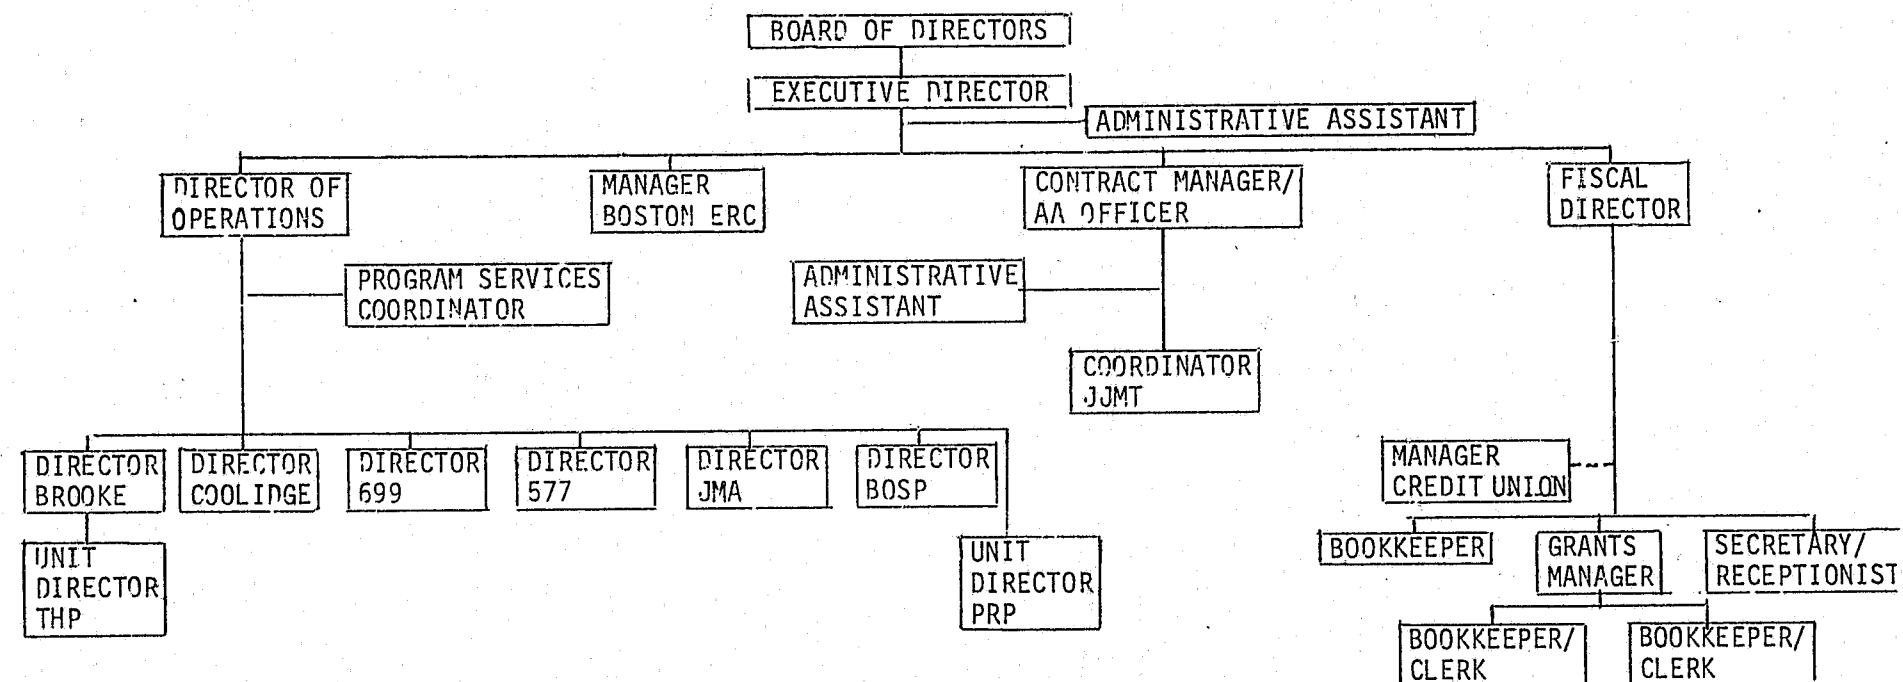 BOARD OF DIRECTORS
EXECUTIVE DIRECTOR
ADMINISTRATIVE ASSISTANT
DIRECTOR OF
OPERATIONS
MANAGER
BOSTON ERC
CONTRACT MANAGER/
AA OFFICER
FISCAL
DIRECTOR
PROGRAM SERVICES
COORDINATOR
ADMINISTRATIVE
ASSISTANT
COORDINATOR
JJMT
MANAGER
CREDIT UNION
DIRECTOR
BROOKE
DIRECTOR
COOLIDGE
DIRECTOR
699
DIRECTOR
577
DIRECTOR
JMA
DIRECTOR
BOSP
UNIT
DIRECTOR
THP
UNIT
DIRECTOR
PRP
BOOKKEEPER
GRANTS
MANAGER
SECRETARY/
RECEPTIONIST
BOOKKEEPER/
CLERK
BOOKKEEPER/
CLERK